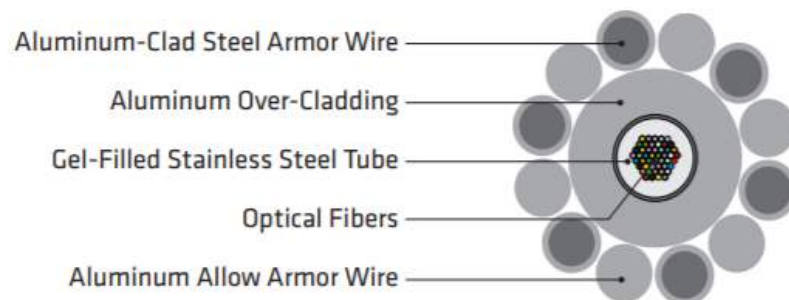 Aluminum-Clad Steel Armor Wire
Aluminum Over-Cladding
Gel-Filled Stainless Steel Tube
Optical Fibers
Aluminum Allow Armor Wire